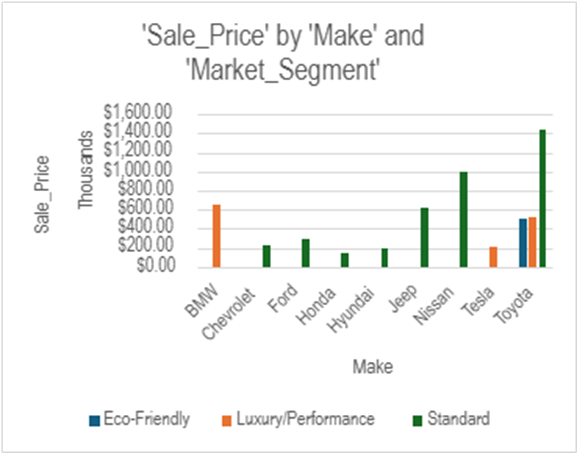 'Sale_Price' by 'Make' and
'Market_Segment'
Sale_Price
Thousands
$1,600.00
$1,400.00
$1,200.00
$1,000.00
$800.00
$600.00
$400.00
$200.00
$0.00
BMW
Chevrolet
Ford
Honda
Hyundai
Jeep
Nissan
Tesla
Toyota
Make
Eco-Friendly Luxury/Performance Standard